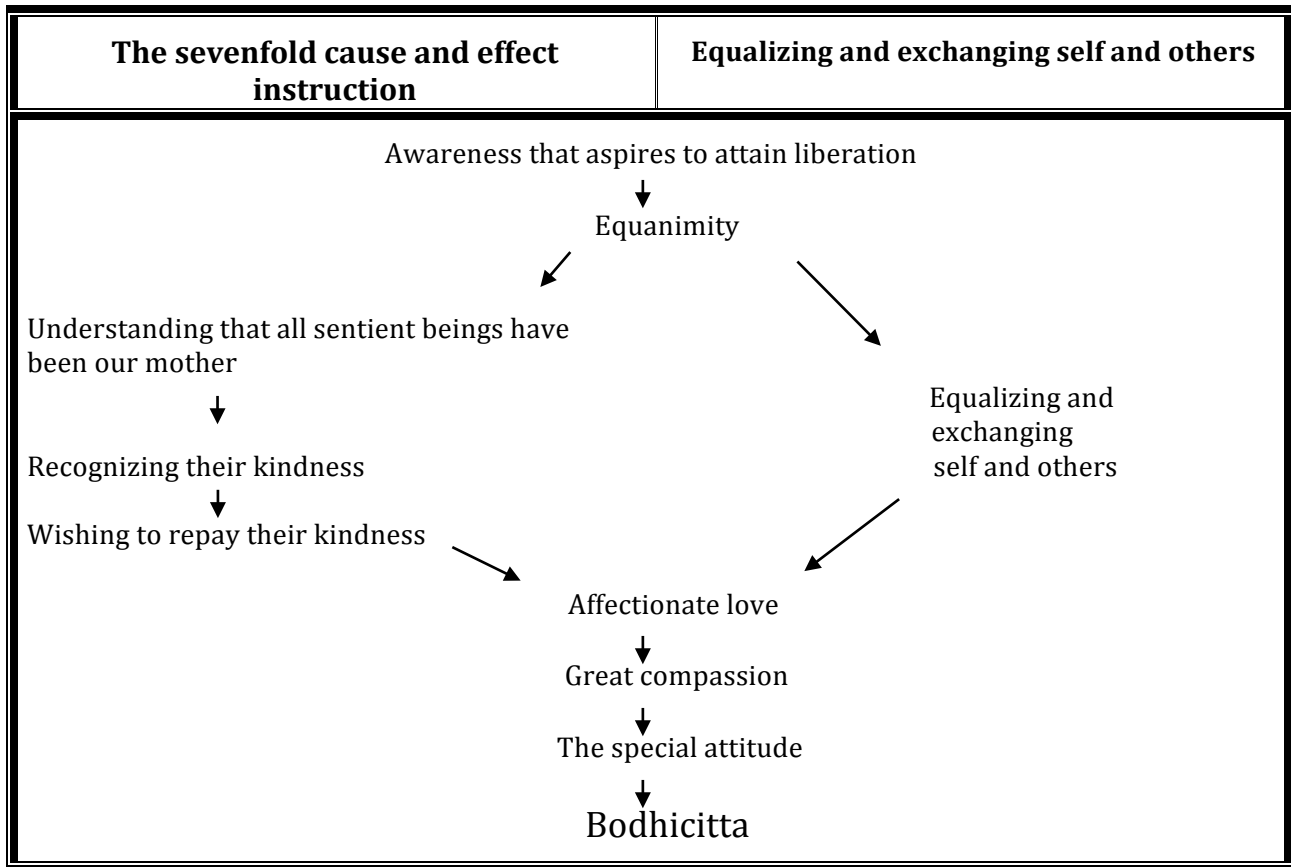 The sevenfold cause and effect
instruction
Equalizing and exchanging self and others
Awareness that aspires to attain liberation
Equanimity
Understanding that all sentient beings have
been our mother
Recognizing their kindness
Wishing to repay their kindness
Equalizing and
exchanging
self and others
Affectionate love
Great compassion
The special attitude
Bodhicitta